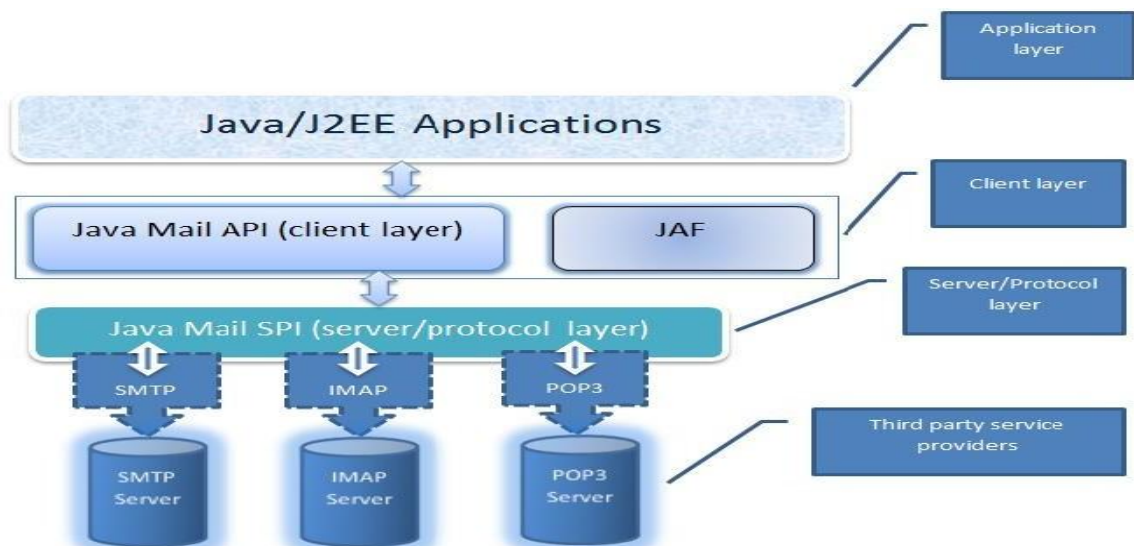 Application
layer
Java/J2EE Applications
Client layer
Java Mail API (client layer)
JAF
Server/Protocol
layer
Java Mail SPI (server/protocol layer)
SMTP
IMAP
POP3
Third party service
providers
SMTP
Server
IMAP
Server
POP3
Server